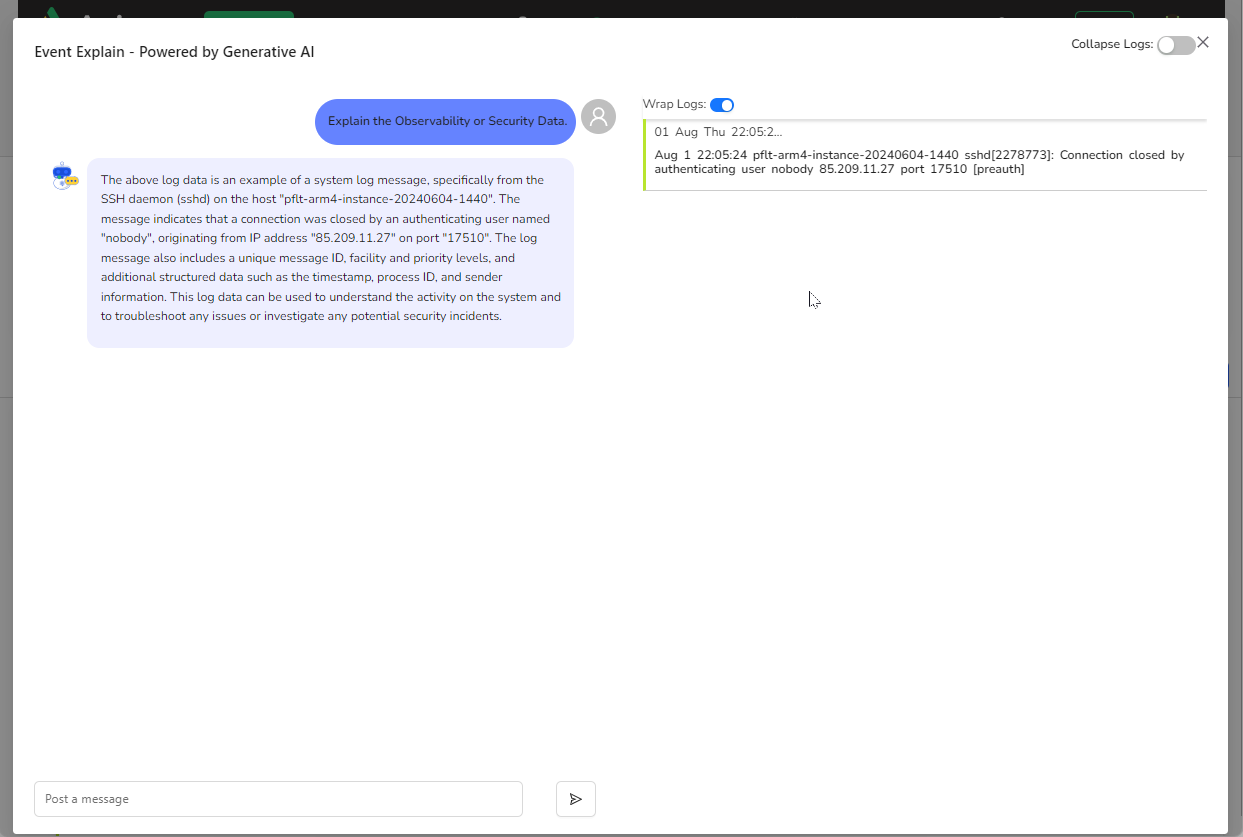 Event Explain - Powered by Generative AI
Collapse Logs:
Explain the Observability or Security Data.
The above log data is an example of a system log message, specifically from the
SSH daemon (sshd) on the host "pflt-arm4-instance-20240604-1440". The
message indicates that a connection was closed by an authenticating user named
"nobody", originating from IP address "85.209.11.27" on port "17510". The log
message also includes a unique message ID, facility and priority levels, and
additional structured data such as the timestamp, process ID, and sender
information. This log data can be used to understand the activity on the system and
to troubleshoot any issues or investigate any potential security incidents.
Wrap Logs:
01 Aug Thu 22:05:2...
Aug 1 22:05:24 pflt-arm4-instance-20240604-1440 sshd[2278773]: Connection closed by
authenticating user nobody 85.209.11.27 port 17510 [preauth]
Post a message